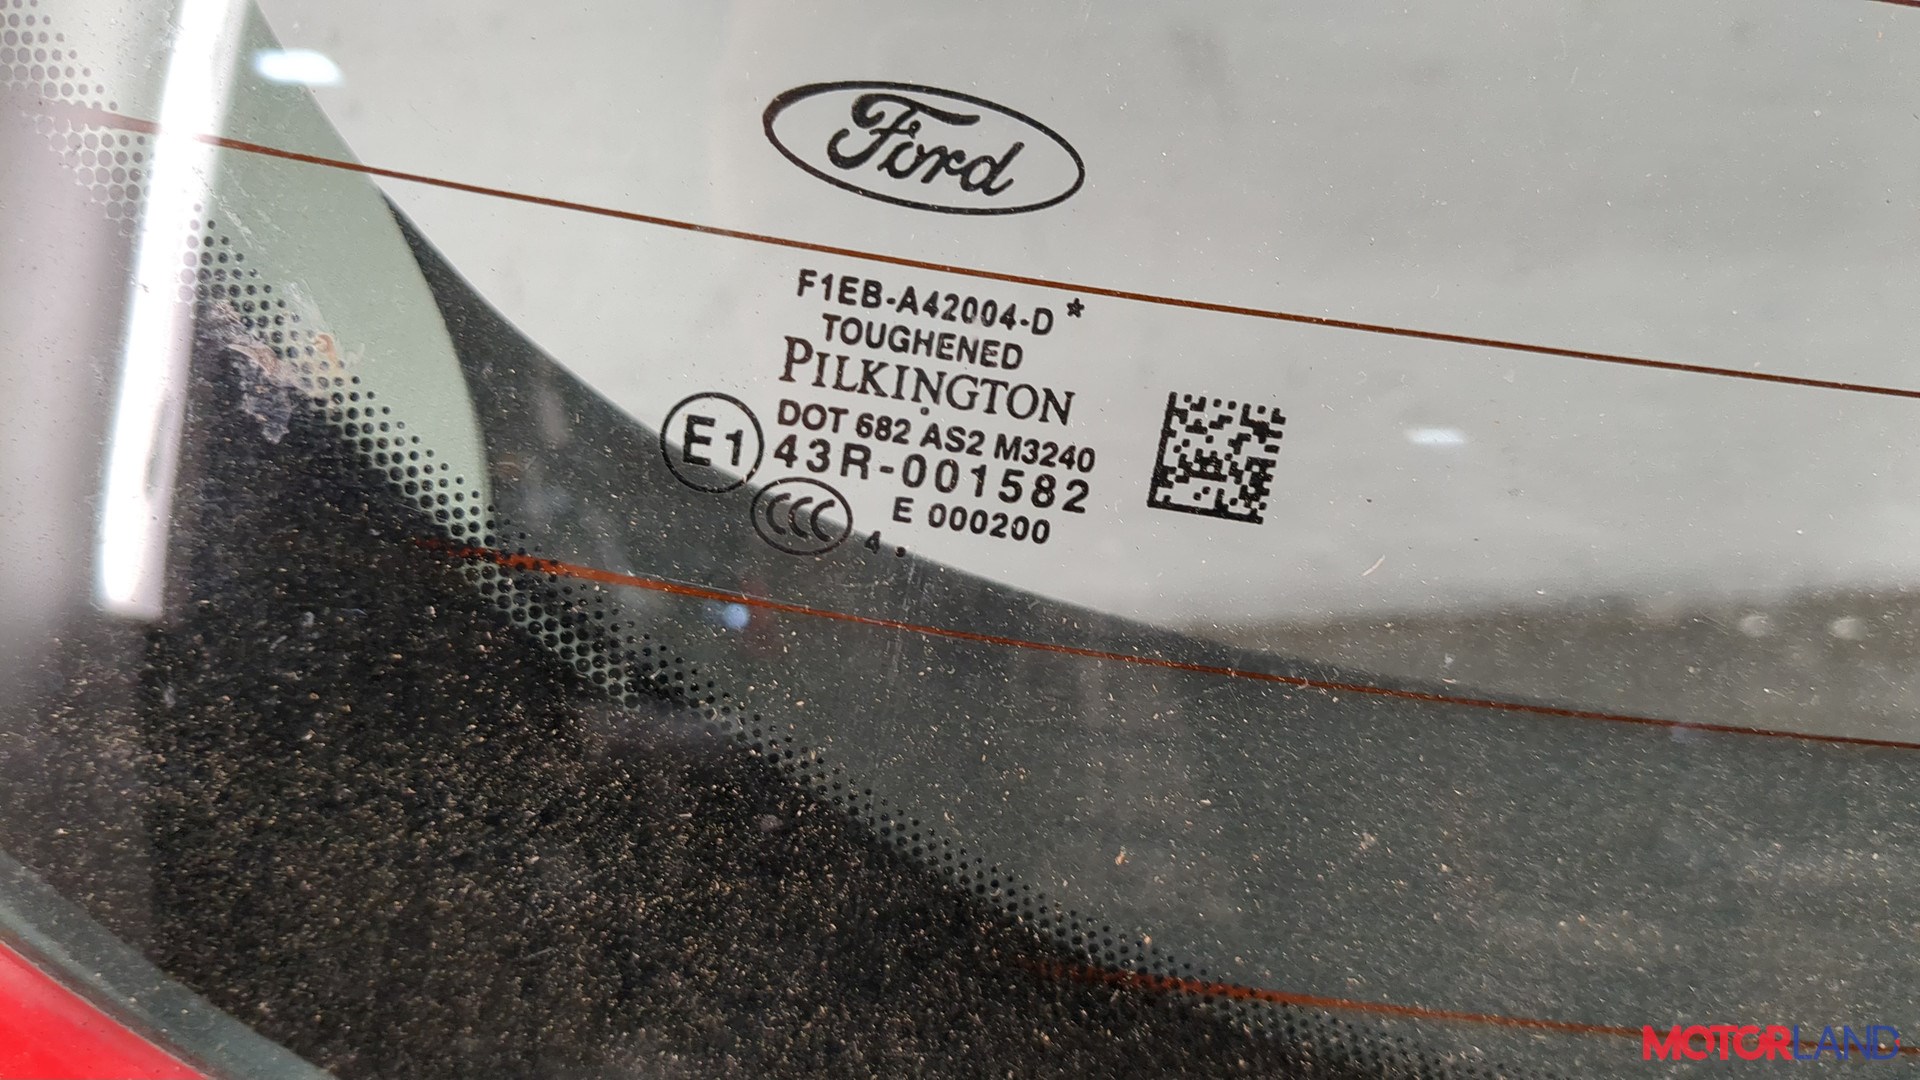 Ford
F1EB-A42004-D *
TOUGHENED
PILKINGTON
DOT 682 AS2 M3240
E1 43R-001582
CCC E 000200
4 .
MOTORLAND